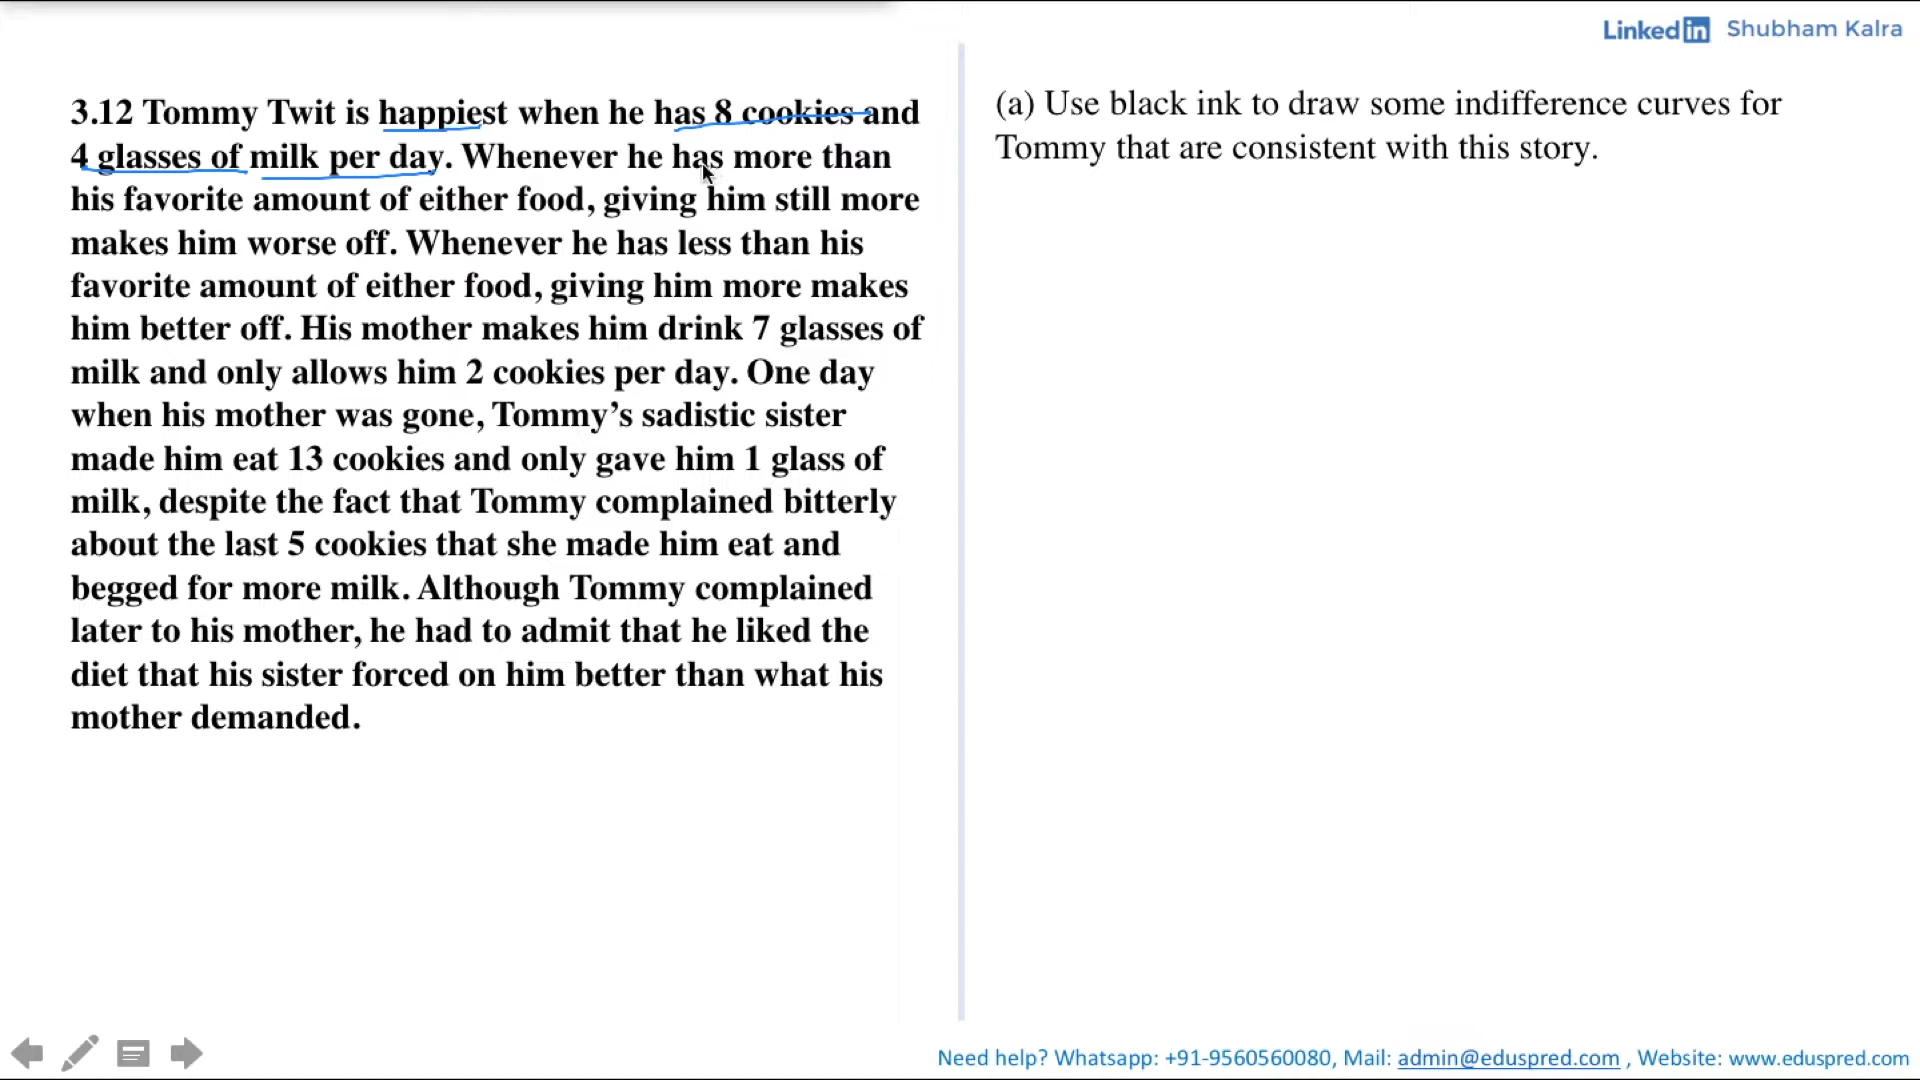 Linked in Shubham Kalra
3.12 Tommy Twit is happiest when he has 8 cookies and
4 glasses of milk per day. Whenever he has more than
his favorite amount of either food, giving him still more
makes him worse off. Whenever he has less than his
favorite amount of either food, giving him more makes
him better off. His mother makes him drink 7 glasses of
milk and only allows him 2 cookies per day. One day
when his mother was gone, Tommy’s sadistic sister
made him eat 13 cookies and only gave him 1 glass of
milk, despite the fact that Tommy complained bitterly
about the last 5 cookies that she made him eat and
begged for more milk. Although Tommy complained
later to his mother, he had to admit that he liked the
diet that his sister forced on him better than what his
mother demanded.
(a) Use black ink to draw some indifference curves for
Tommy that are consistent with this story.
Need help? Whatsapp: +91-9560560080, Mail: admin@eduspred.com , Website: www.eduspred.com